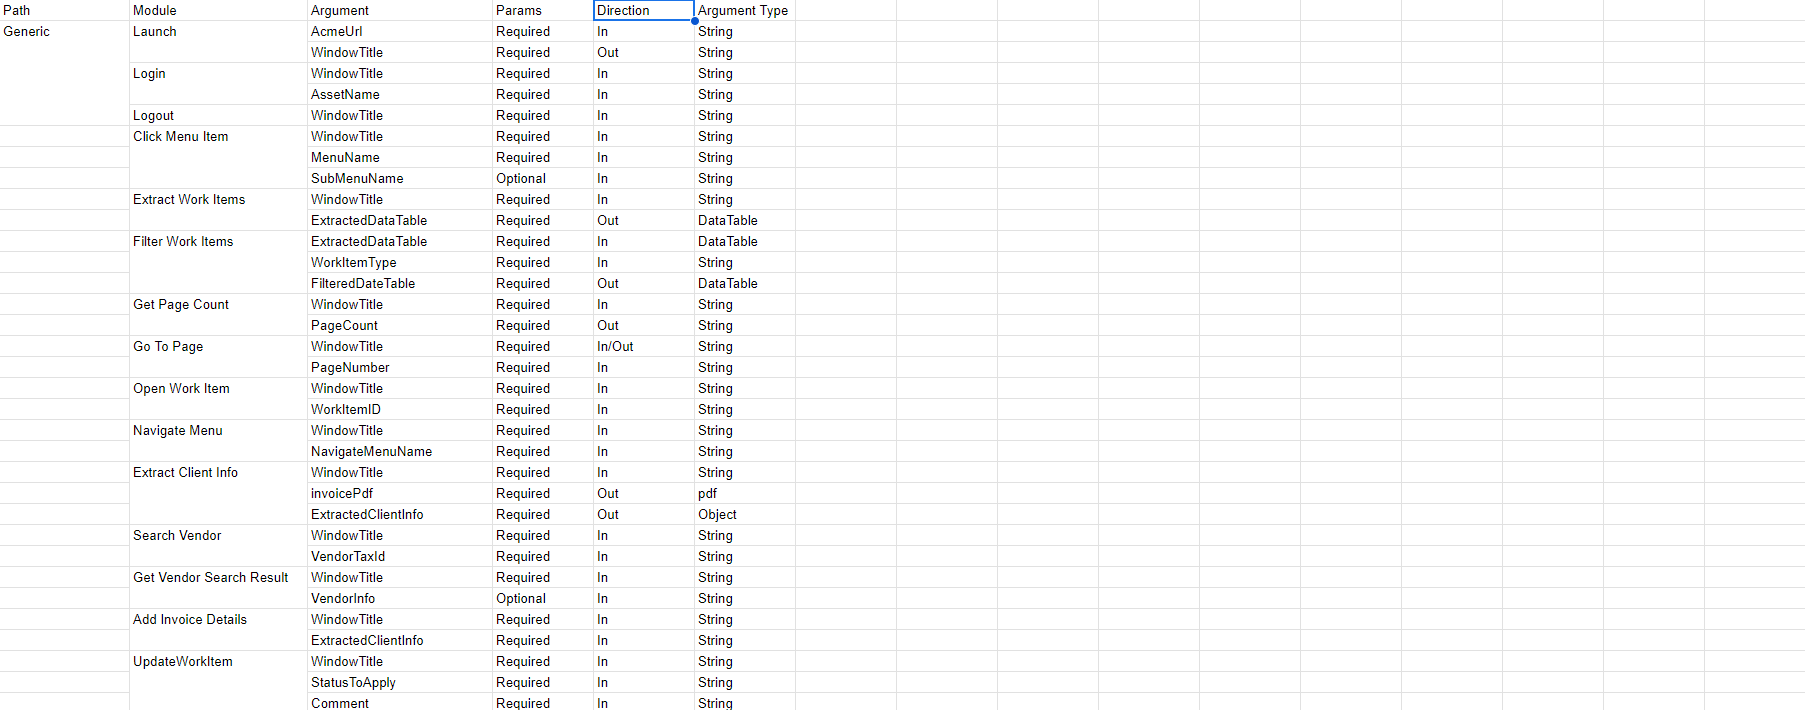 Path Module Argument Params Direction Argument Type
Generic Launch AcmeUrl Required In String
WindowTitle Required Out String
Login WindowTitle Required In String
AssetName Required In String
Logout WindowTitle Required In String
Click Menu Item WindowTitle Required In String
MenuName Required In String
SubMenuName Optional In String
Extract Work Items WindowTitle Required In String
ExtractedDataTable Required Out DataTable
Filter Work Items ExtractedDataTable Required In DataTable
WorkItemType Required In String
FilteredDateTable Required Out DataTable
Get Page Count WindowTitle Required In String
PageCount Required Out String
Go To Page WindowTitle Required In/Out String
PageNumber Required In String
Open Work Item WindowTitle Required In String
WorkItemID Required In String
Navigate Menu WindowTitle Required In String
NavigateMenuName Required In String
Extract Client Info WindowTitle Required In String
invoicePdf Required Out pdf
ExtractedClientInfo Required Out Object
Search Vendor WindowTitle Required In String
VendorTaxId Required In String
Get Vendor Search Result WindowTitle Required In String
VendorInfo Optional In String
Add Invoice Details WindowTitle Required In String
ExtractedClientInfo Required In String
UpdateWorkItem WindowTitle Required In String
StatusToApply Required In String
Comment Required In String